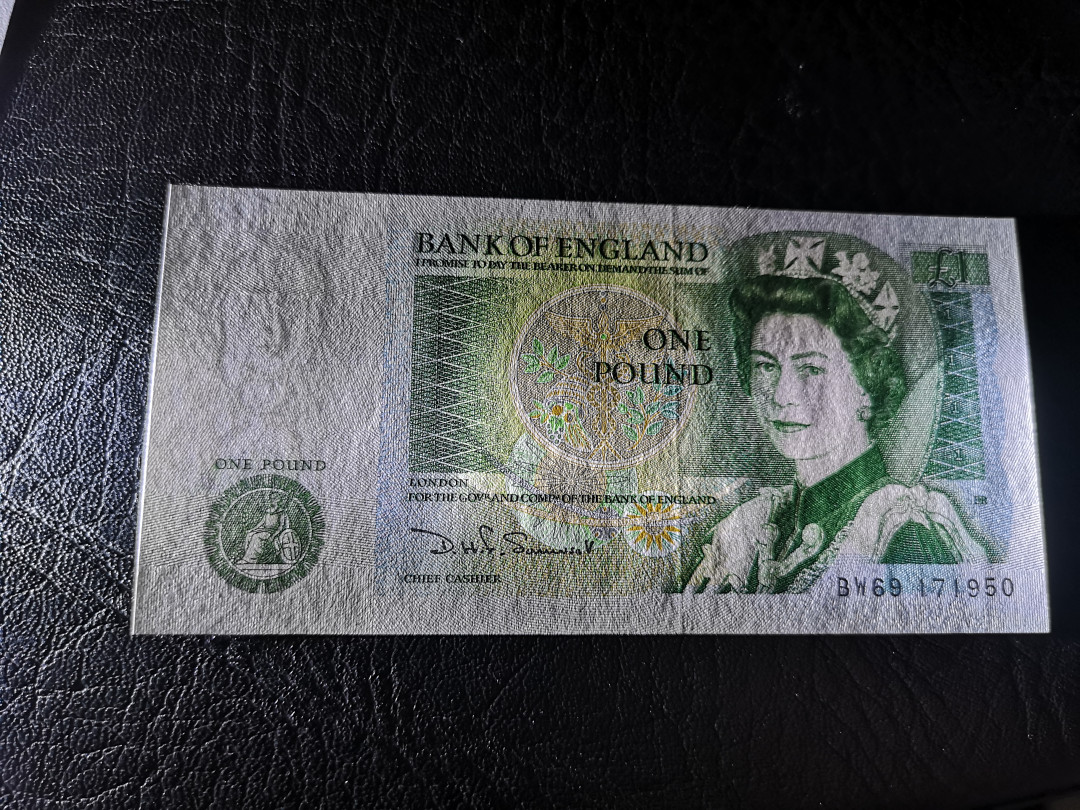 BANK OF ENGLAND
I PROMISE TO PAY THE BEARER ON DEMAND THE SUM OF
£1
ONE
POUND
ONE POUND
LONDON
FOR THE GOVR AND COMPA OF THE BANK OF ENGLAND
D.H.F. Somerset
CHIEF CASHIER
BW69 171950